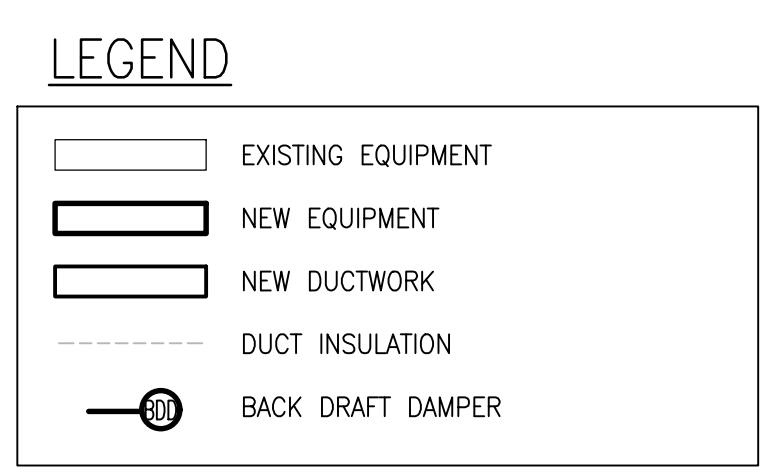 LEGEND
EXISTING EQUIPMENT
NEW EQUIPMENT
NEW DUCTWORK
DUCT INSULATION
BDD BACK DRAFT DAMPER